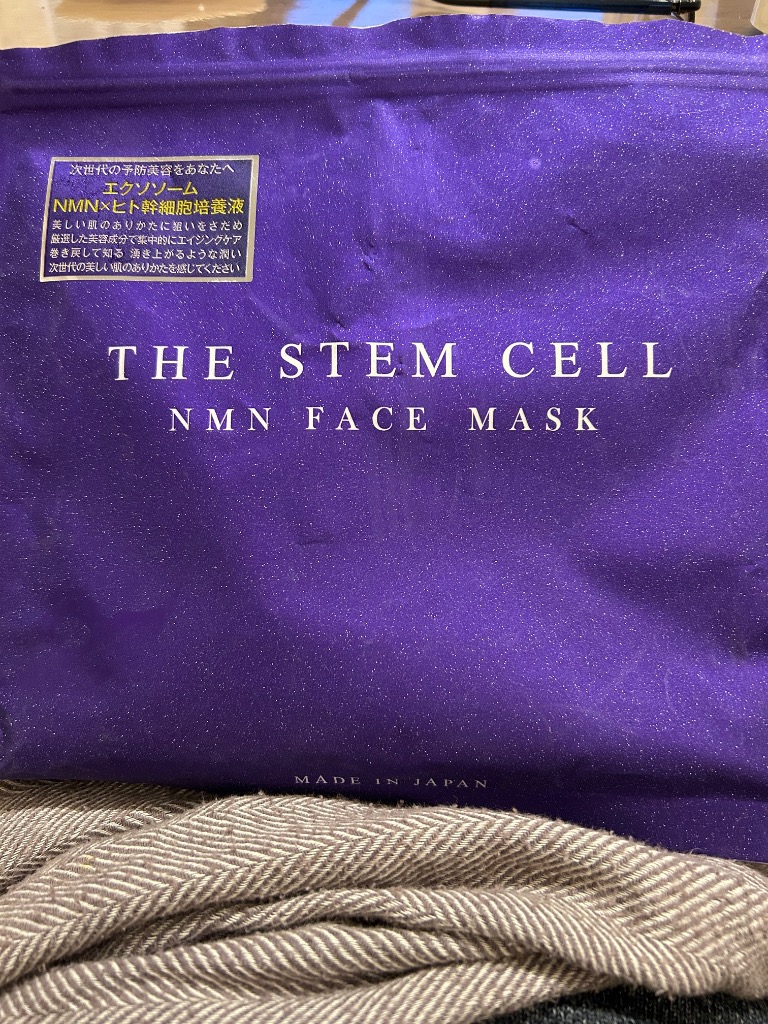 次世代の予防美容をあなたへ
エクソソーム
NMN×ヒト幹細胞培養液
美しい肌のありかたに狙いをさだめ
厳選した美容成分で集中的にエイジングケア
巻き戻して知る 湧き上がるような潤い
次世代の美しい肌のありかたを感じてください
THE STEM CELL
NMN FACE MASK
MADE IN JAPAN